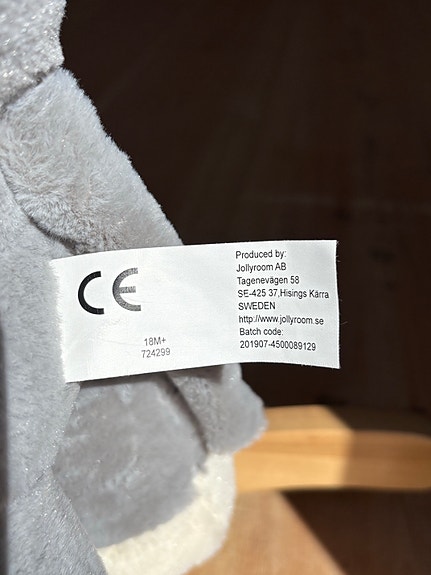 CE
18M+
724299
Produced by:
Jollyroom AB
Tagenevägen 58
SE-425 37,Hisings Kärra
SWEDEN
http://www.jollyroom.se
Batch code:
201907-4500089129